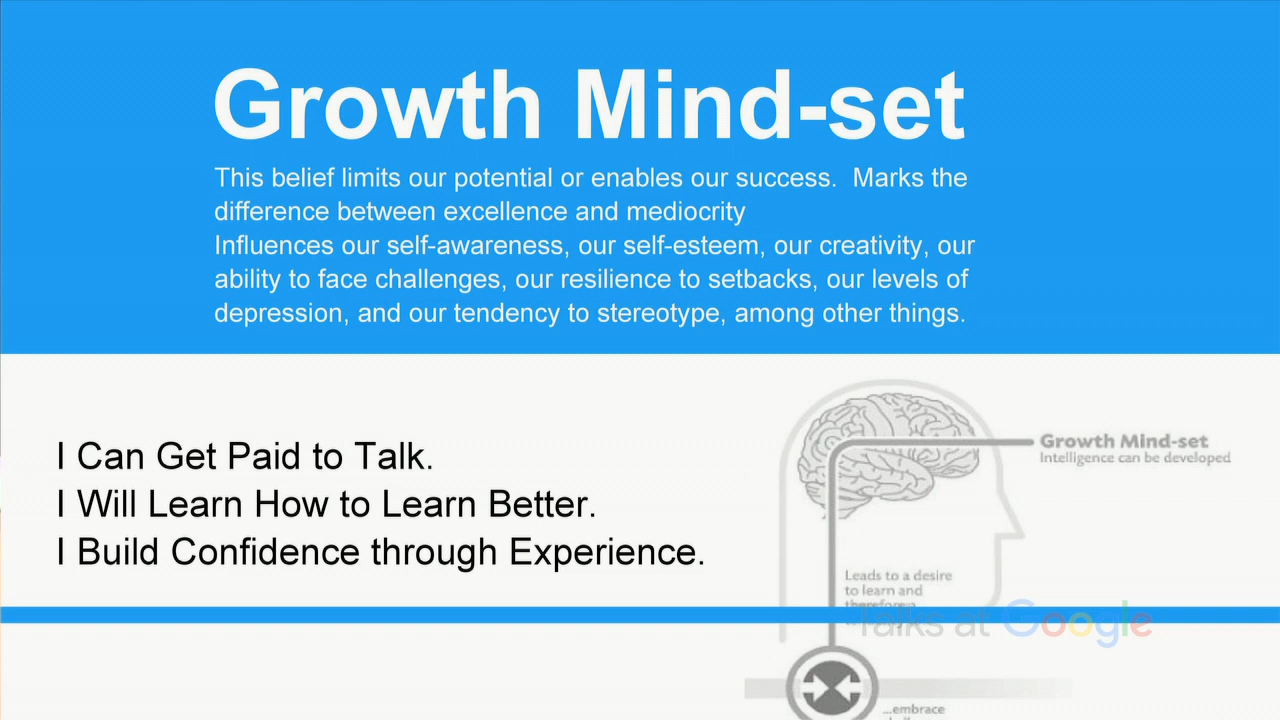 Growth Mind-set
This belief limits our potential or enables our success.  Marks the
difference between excellence and mediocrity
Influences our self-awareness, our self-esteem, our creativity, our
ability to face challenges, our resilience to setbacks, our levels of
depression, and our tendency to stereotype, among other things.
I Can Get Paid to Talk.
I Will Learn How to Learn Better.
I Build Confidence through Experience.
Growth Mind-set
Intelligence can be developed
Leads to a desire
to learn and
therefore a
Talks at Google
...embrace